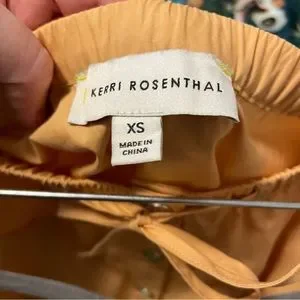 KERRI ROSENTHAL
XS
MADE IN
CHINA